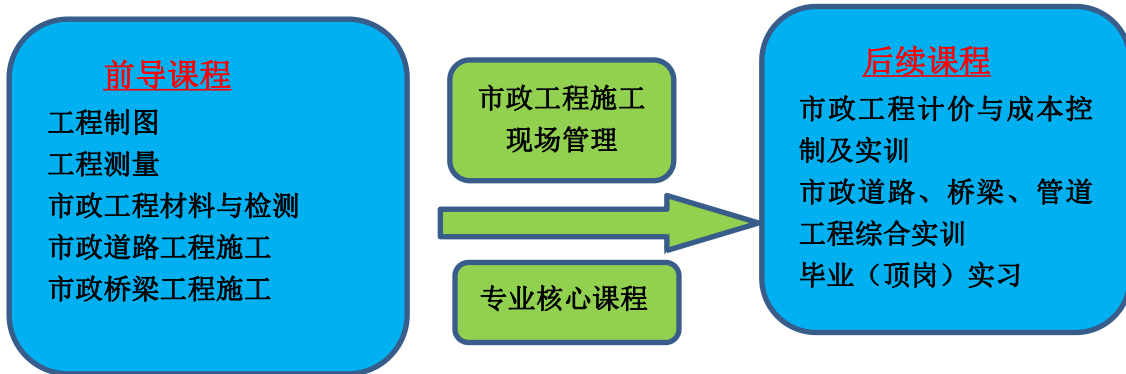 前导课程
工程制图
工程测量
市政工程材料与检测
市政道路工程施工
市政桥梁工程施工
市政工程施工
现场管理
专业核心课程
后续课程
市政工程计价与成本控
制及实训
市政道路、桥梁、管道
工程综合实训
毕业（顶岗）实习